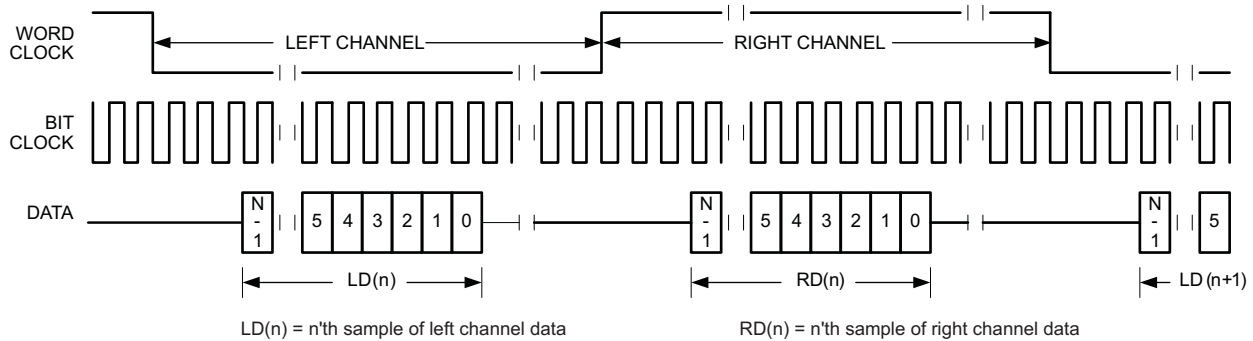 WORD
CLOCK
LEFT CHANNEL
RIGHT CHANNEL
BIT
CLOCK
DATA
N
-
1
5 4 3 2 1 0
N
-
1
5 4 3 2 1 0
N
-
1
5
LD(n)
RD(n)
LD (n+1)
LD(n) = n'th sample of left channel data
RD(n) = n'th sample of right channel data